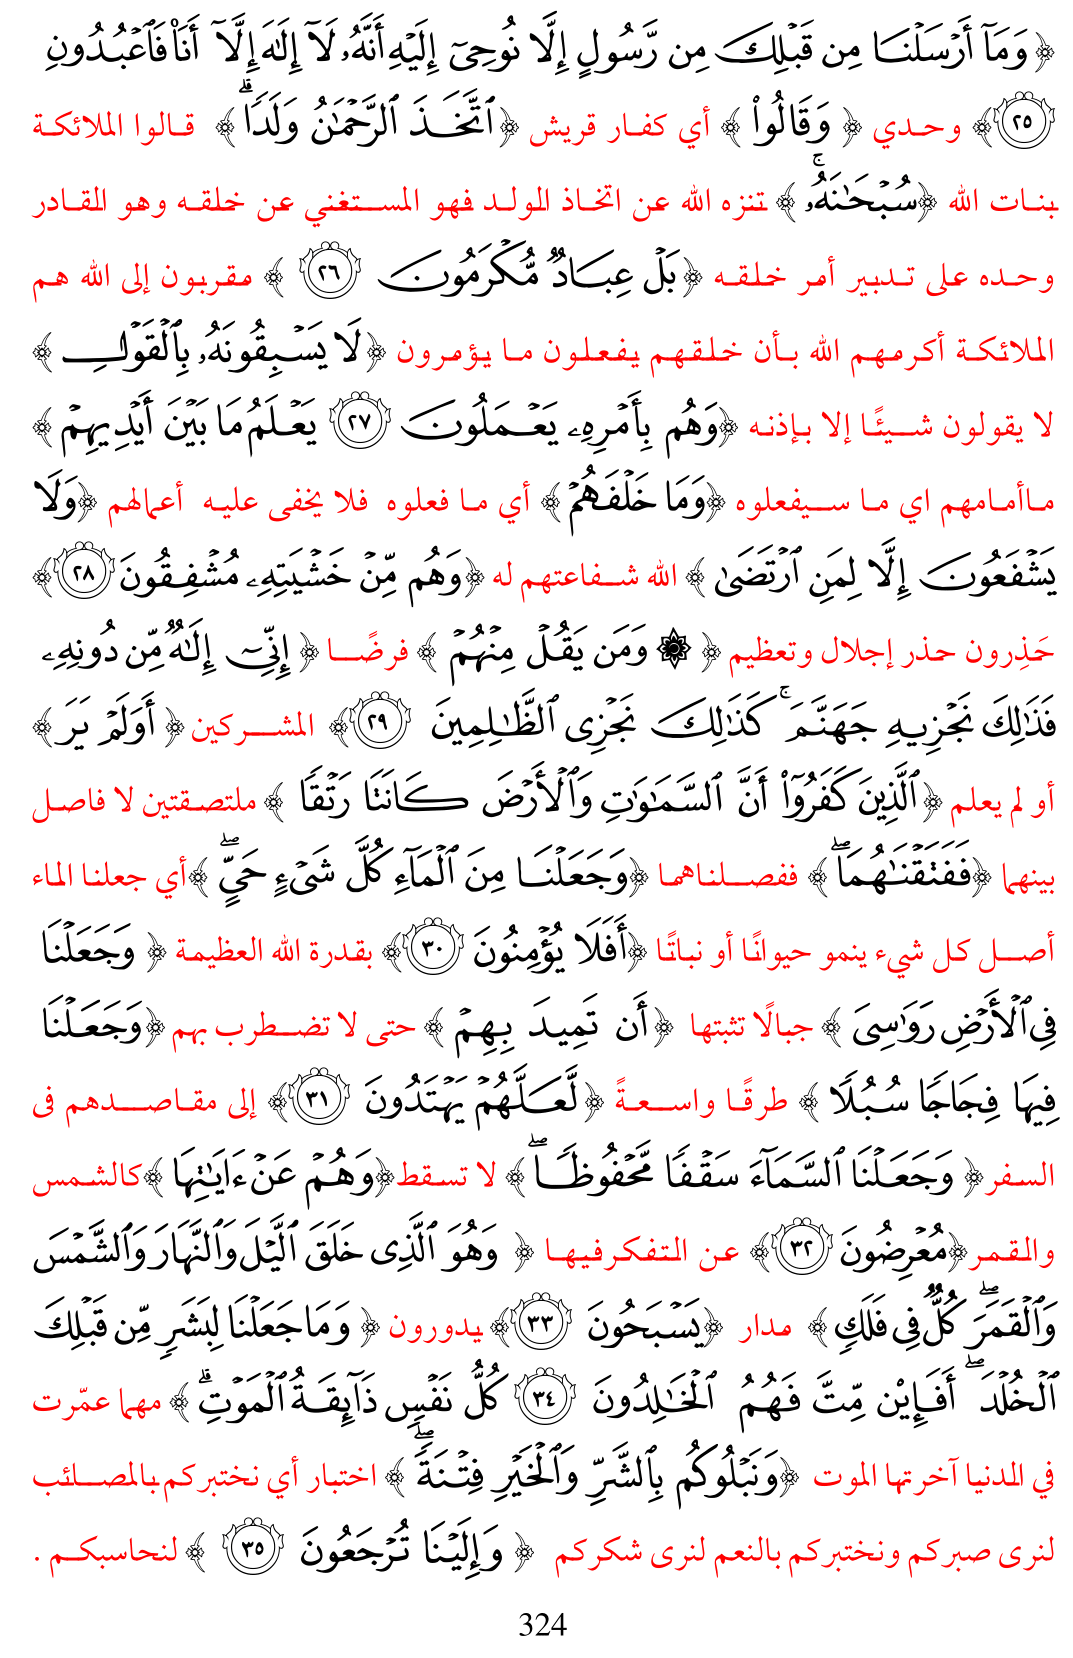 ﴿ وَمَآ أَرْسَلْنَا مِن قَبْلِكَ مِن رَّسُولٍ إِلَّا نُوحِىٓ إِلَيْهِ أَنَّهُۥ لَآ إِلَٰهَ إِلَّآ أَنَا۠ فَٱعْبُدُونِ
٢٥﴾ وحدي ﴿ وَقَالُوا۟ ﴾ أي كفار قريش ﴿ٱتَّخَذَ ٱلرَّحْمَٰنُ وَلَدًا ۗ﴾ قالوا الملائكة
بنات الله ﴿سُبْحَٰنَهُۥ ۚ﴾ تنزه الله عن اتخاذ الولد فهو المستغني عن خلقه وهو القادر
وحده على تدبير أمر خلقه ﴿بَلْ عِبَادٌ مُّكْرَمُونَ ٢٦ ﴾ مقربون إلى الله هم
الملائكة أكرمهم الله بأن خلقهم يفعلون ما يؤمرون ﴿لَا يَسْبِقُونَهُۥ بِٱلْقَوْلِ ﴾
لا يقولون شيئًا إلا بإذنه ﴿وَهُم بِأَمْرِهِۦ يَعْمَلُونَ ٢٧ يَعْلَمُ مَا بَيْنَ أَيْدِيهِمْ ﴾
ماأمامهم اي ما سيفعلوه ﴿وَمَا خَلْفَهُمْ ﴾ أي ما فعلوه فلا يخفى عليه أعمالهم ﴿وَلَا
يَشْفَعُونَ إِلَّا لِمَنِ ٱرْتَضَىٰ ﴾ الله شفاعتهم له ﴿وَهُم مِّنْ خَشْيَتِهِۦ مُشْفِقُونَ ٢٨﴾
حَذِرون حذر إجلال وتعظيم ﴿ ۞ وَمَن يَقُلْ مِنْهُمْ ﴾ فرضًا ﴿ إِنِّىٓ إِلَٰهٌ مِّن دُونِهِۦ
فَذَٰلِكَ نَجْزِيهِ جَهَنَّمَ ۚ كَذَٰلِكَ نَجْزِى ٱلظَّٰلِمِينَ ٢٩﴾ المشركين ﴿ أَوَلَمْ يَرَ ﴾
أو لم يعلم ﴿ ٱلَّذِينَ كَفَرُوٓا۟ أَنَّ ٱلسَّمَٰوَٰتِ وَٱلْأَرْضَ كَانَتَا رَتْقًا ﴾ ملتصقتين لا فاصل
بينهما ﴿فَفَتَقْنَٰهُمَا ۖ﴾ ففصلناهما ﴿وَجَعَلْنَا مِنَ ٱلْمَآءِ كُلَّ شَىْءٍ حَىٍّ ۖ ﴾أي جعلنا الماء
أصل كل شيء ينمو حيوانًا أو نباتًا ﴿أَفَلَا يُؤْمِنُونَ ٣٠﴾ بقدرة الله العظيمة ﴿ وَجَعَلْنَا
فِى ٱلْأَرْضِ رَوَٰسِىَ ﴾ جبالًا تثبتها ﴿أَن تَمِيدَ بِهِمْ ﴾ حتى لا تضطرب بهم ﴿وَجَعَلْنَا
فِيهَا فِجَاجًا سُبُلًا ﴾ طرقًا واسعةً ﴿لَّعَلَّهُمْ يَهْتَدُونَ ٣١﴾ إلى مقاصدهم فى
السفر﴿ وَجَعَلْنَا ٱلسَّمَآءَ سَقْفًا مَّحْفُوظًا ۖ ﴾ لا تسقط﴿وَهُمْ عَنْ ءَايَٰتِهَا ﴾كالشمس
والقمر﴿مُعْرِضُونَ ٣٢﴾ عن التفكرفيها ﴿ وَهُوَ ٱلَّذِى خَلَقَ ٱلَّيْلَ وَٱلنَّهَارَ وَٱلشَّمْسَ
وَٱلْقَمَرَ ۖ كُلٌّ فِى فَلَكٍ﴾ مدار ﴿يَسْبَحُونَ ٣٣﴾يدورون ﴿ وَمَا جَعَلْنَا لِبَشَرٍ مِّن قَبْلِكَ
ٱلْخُلْدَ ۖ أَفَإِي۟ن مِّتَّ فَهُمُ ٱلْخَٰلِدُونَ ٣٤ كُلُّ نَفْسٍ ذَآئِقَةُ ٱلْمَوْتِ ۗ﴾ مهما عمّرت
في الدنيا آخرتها الموت ﴿وَنَبْلُوكُم بِٱلشَّرِّ وَٱلْخَيْرِ فِتْنَةً ۖ ﴾ اختبار أي نختبركم بالمصائب
لنرى صبركم ونختبركم بالنعم لنرى شكركم ﴿ وَإِلَيْنَا تُرْجَعُونَ ٣٥ ﴾ لنحاسبكم .
324